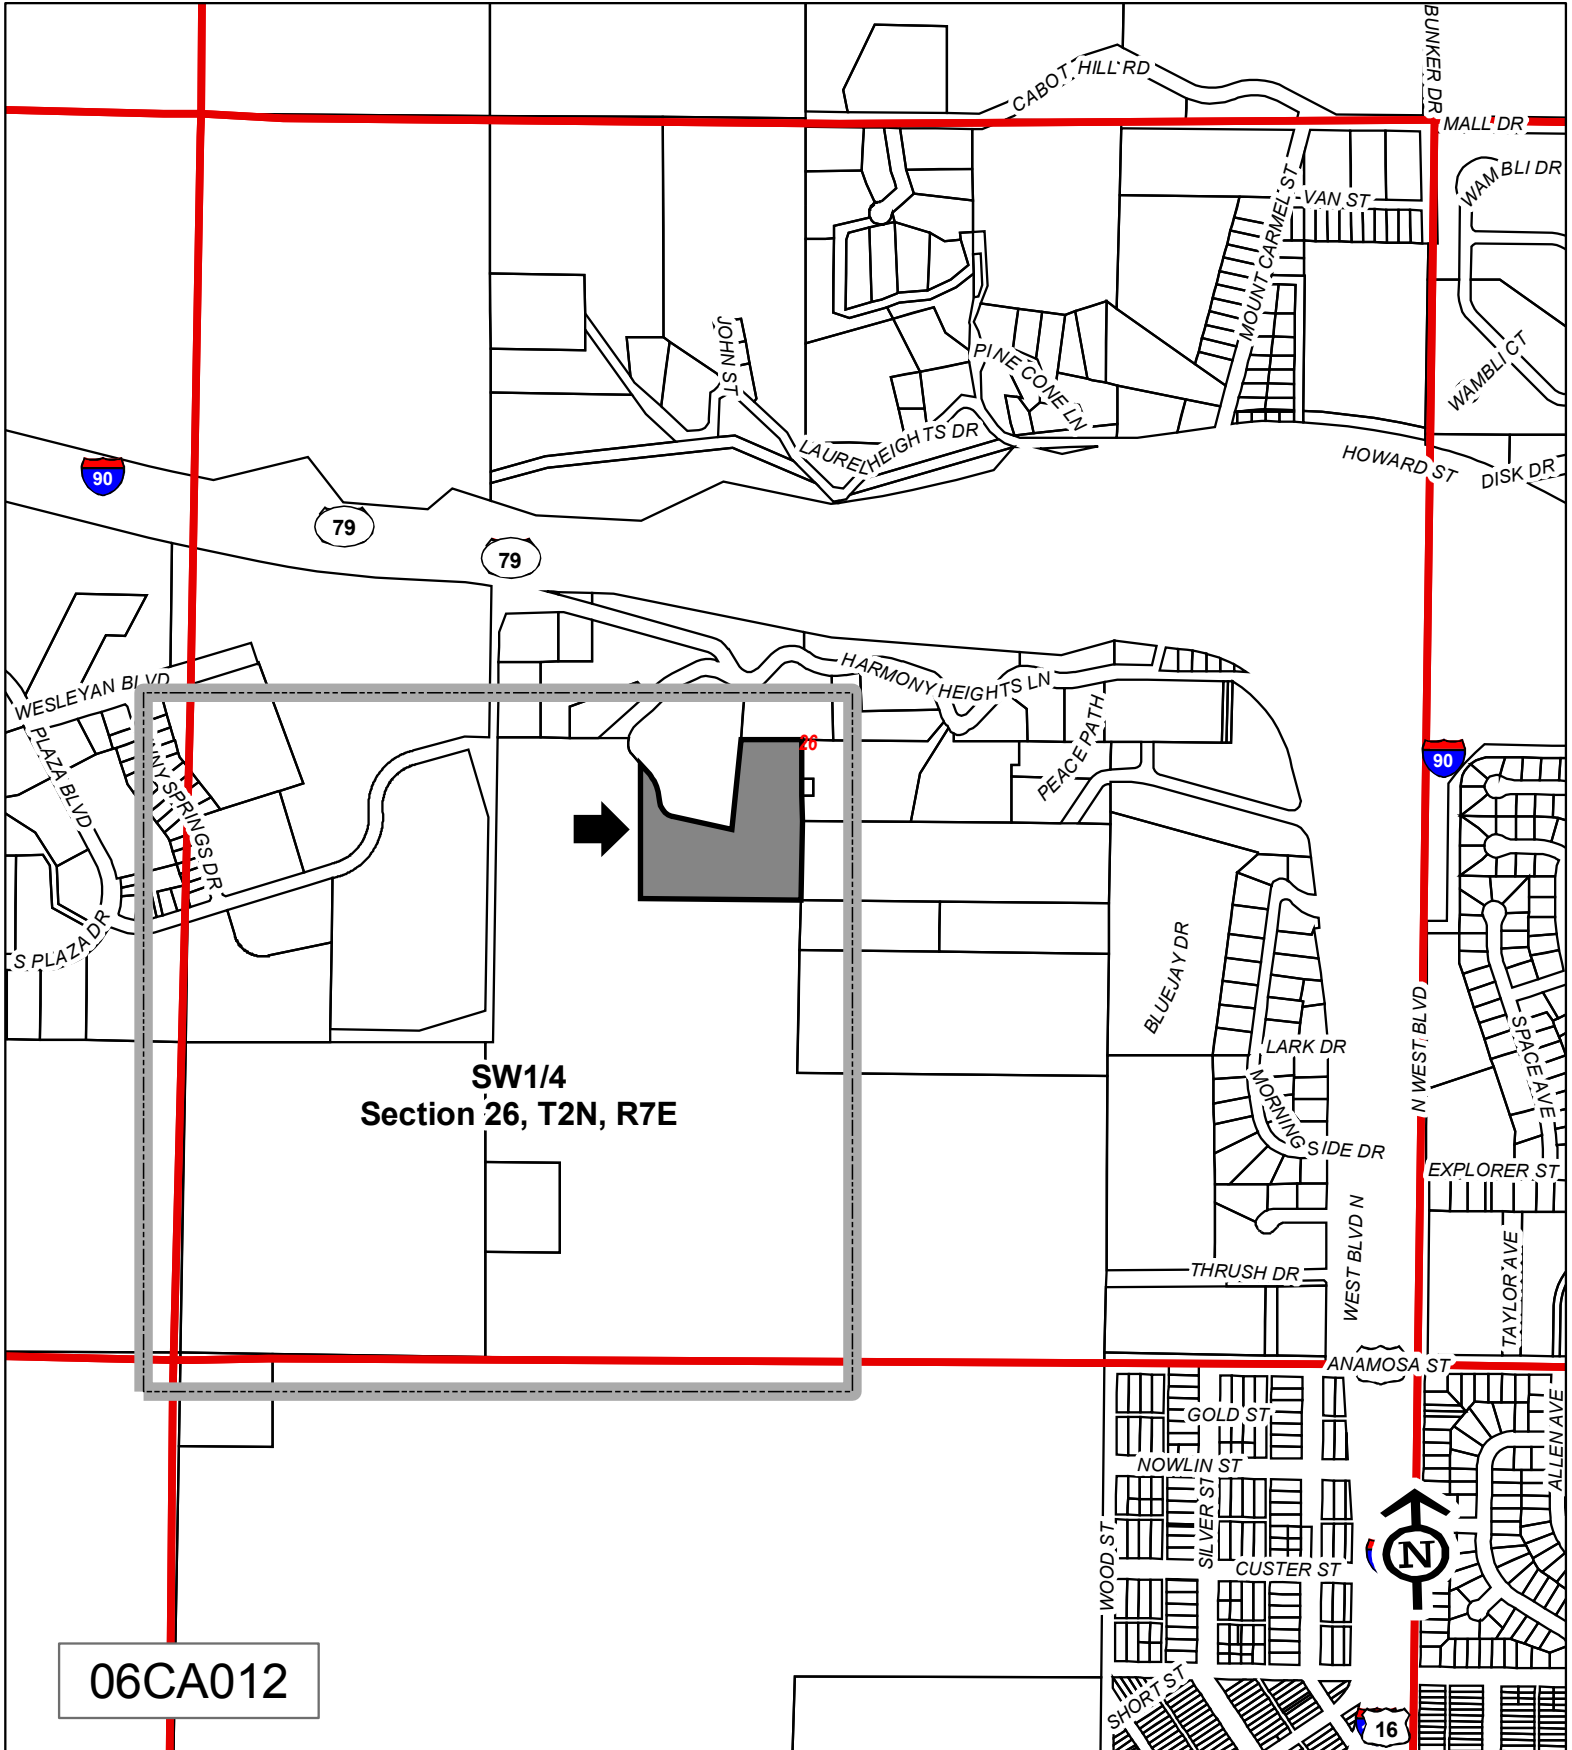 BUNKER DR
CABOT HILL RD
MALL DR
WAMBLI DR
VAN ST
MOUNT CARMEL ST
JOHN ST
PINE CONE LN
WAMBLI CT
LAUREL HEIGHTS DR
HOWARD ST
DISK DR
90
79
79
HARMONY HEIGHTS LN
WESLEYAN BLVD
PEACE PATH
PLAZA BLVD
NY SPRINGS DR
26
90
S PLAZA DR
BLUEJAY DR
N WEST BLVD
SPACE AVE
LARK DR
SW1/4
Section 26, T2N, R7E
MORNINGSIDE DR
EXPLORER ST
WEST BLVD N
TAYLOR AVE
THRUSH DR
ANAMOSA ST
GOLD ST
ALLEN AVE
NOWLIN ST
SILVER ST
WOOD ST
N
CUSTER ST
06CA012
SHORT ST
16